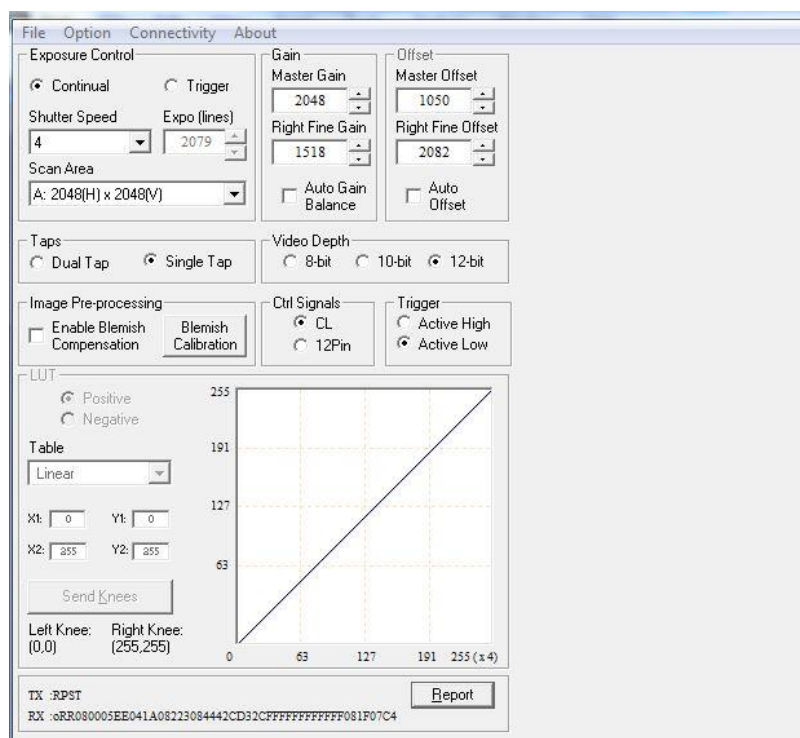 File Option Connectivity About
Exposure Control
Continual Trigger
Shutter Speed Expo (lines)
4 2079
Scan Area
A: 2048(H) x 2048(V)
Gain
Master Gain
2048
Right Fine Gain
1518
Auto Gain
Balance
Offset
Master Offset
1050
Right Fine Offset
2082
Auto
Offset
Taps
Dual Tap Single Tap
Video Depth
8-bit 10-bit 12-bit
Image Pre-processing
Enable Blemish
Compensation
Blemish
Calibration
Ctrl Signals
CL
12Pin
Trigger
Active High
Active Low
LUT
Positive
Negative
Table
Linear
X1: 0 Y1: 0
X2: 255 Y2: 255
Send Knees
Left Knee: Right Knee:
(0,0) (255,255)
255
191
127
63
0 63 127 191 255 (x4)
TX :RPST
Report
RX :oRR080005EE041A08223084442CD32CFFFFFFFFFFFF081F07C4